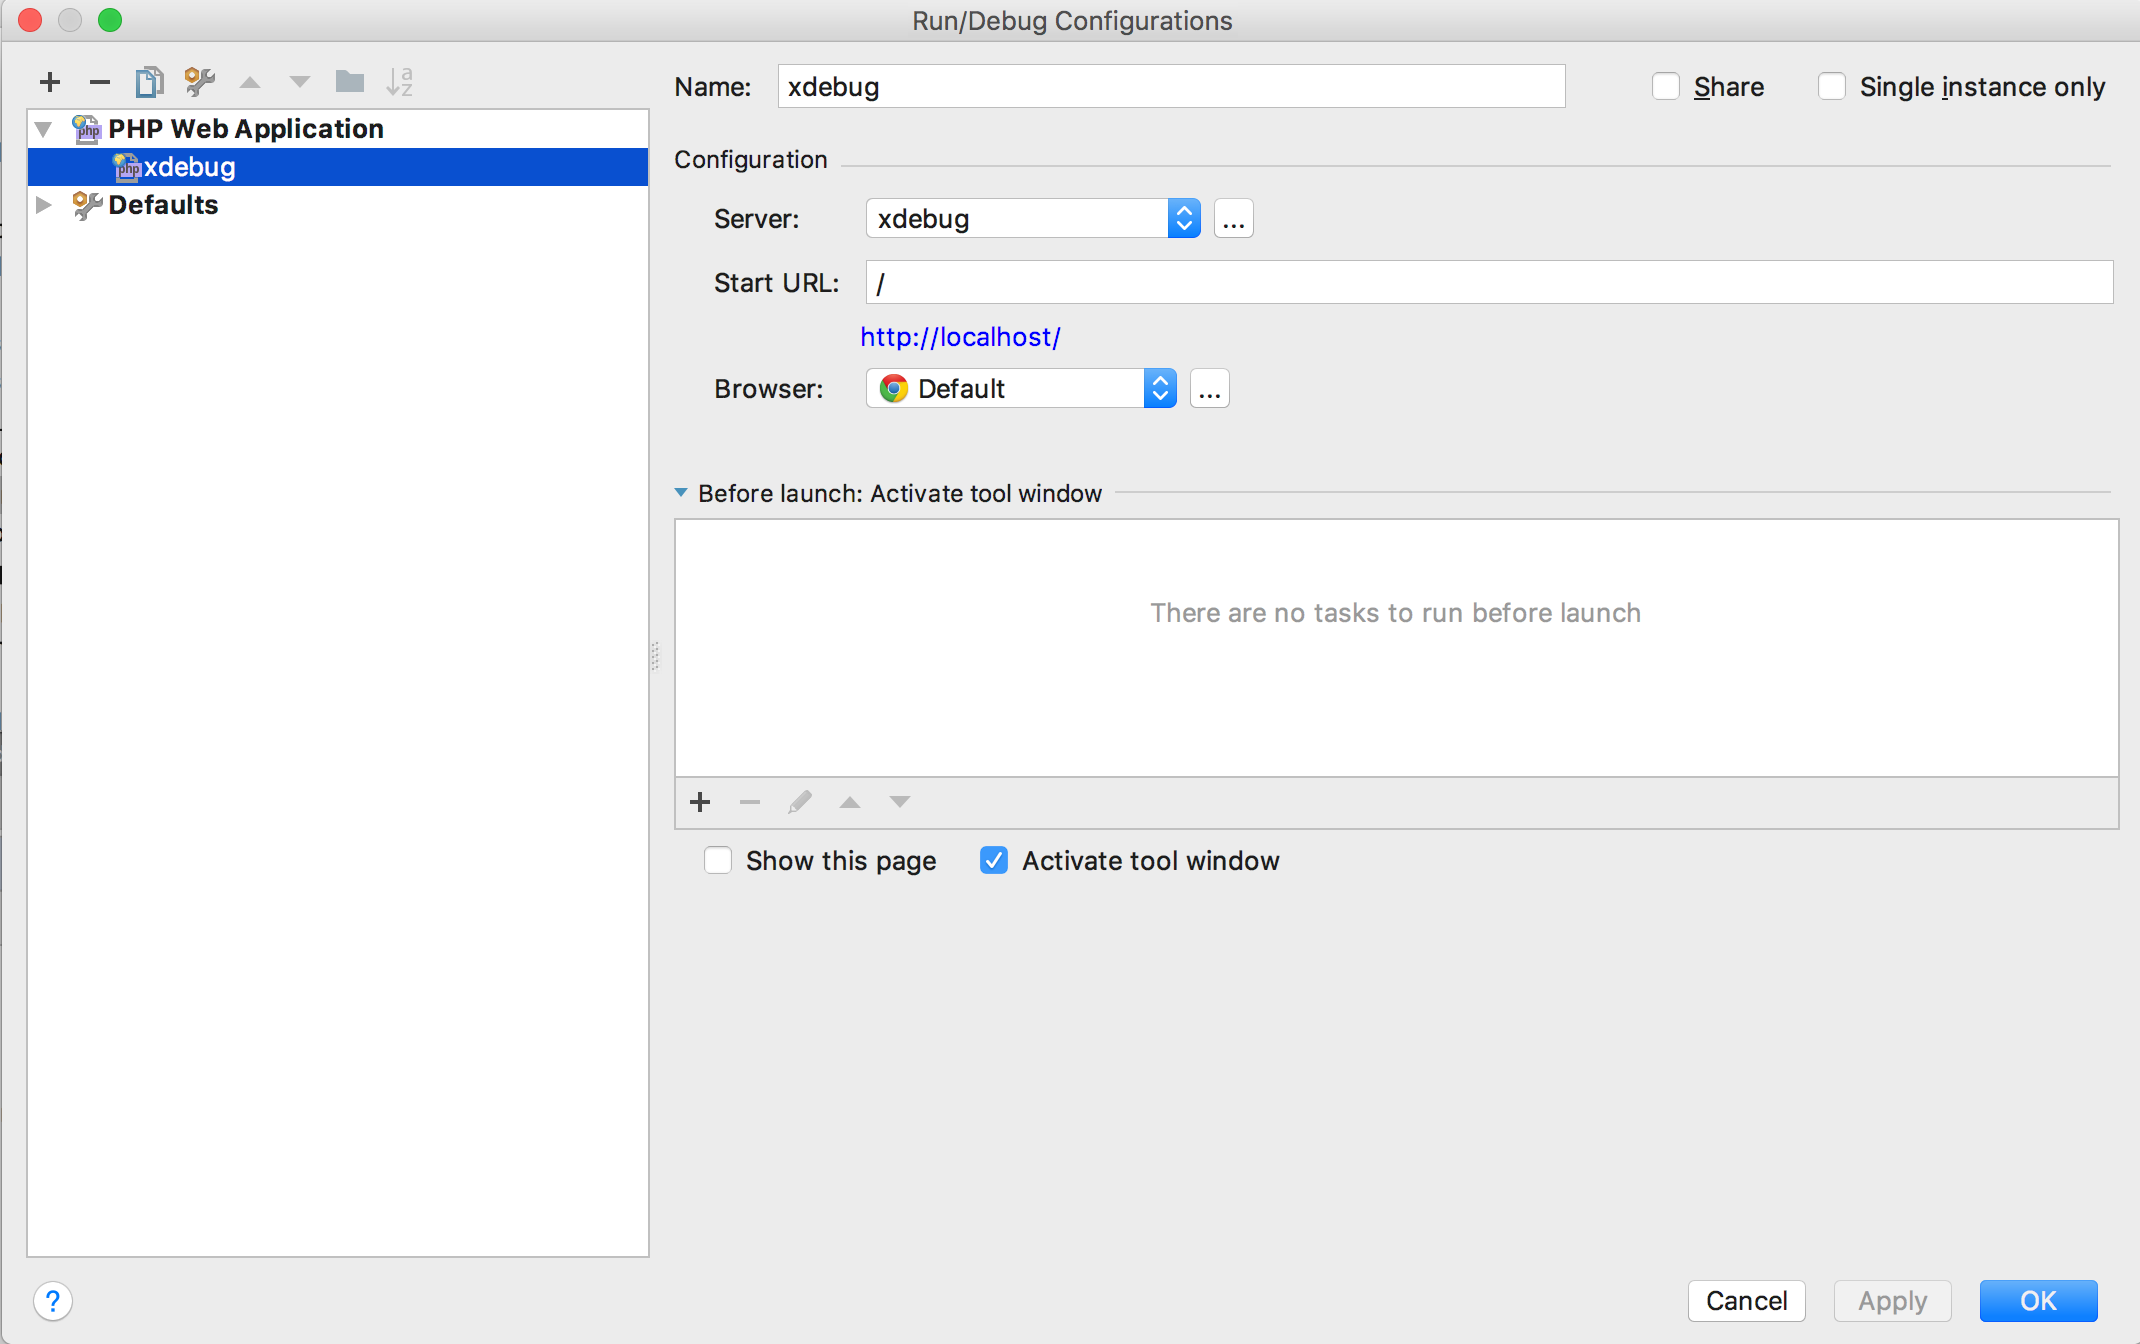 Run/Debug Configurations
PHP Web Application
xdebug
Defaults
Name: xdebug
Share
Single instance only
Configuration
Server: xdebug ...
Start URL: /
http://localhost/
Browser: Default ...
Before launch: Activate tool window
There are no tasks to run before launch
Show this page
Activate tool window
?
Cancel
Apply
OK